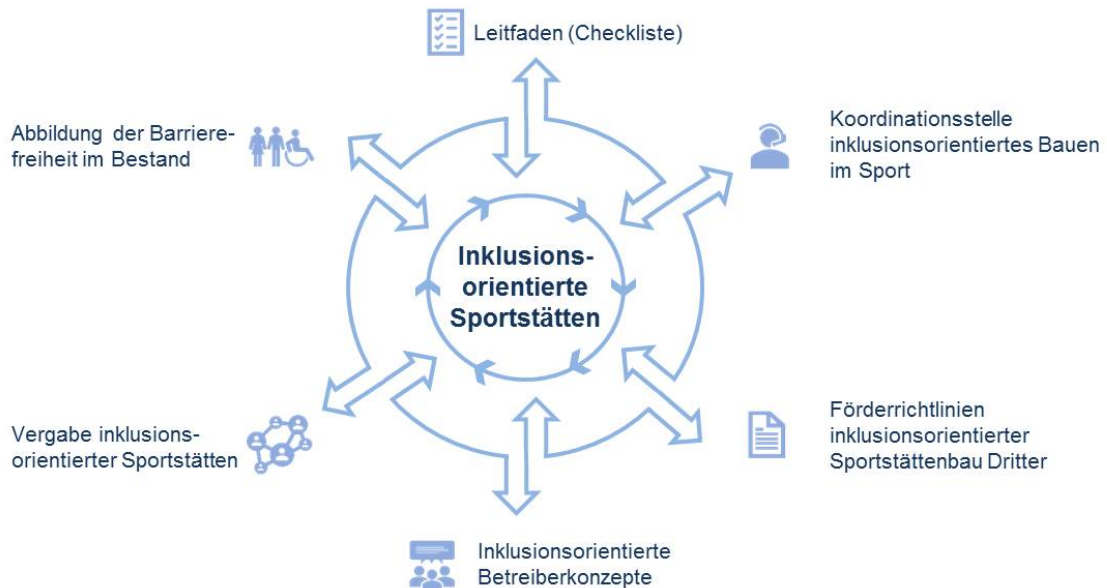 Leitfaden (Checkliste)
Koordinationsstelle
inklusionsorientiertes Bauen
im Sport
Förderrichtlinien
inklusionsorientierter
Sportstättenbau Dritter
Inklusionsorientierte
Betreiberkonzepte
Vergabe inklusions-
orientierter Sportstätten
Abbildung der Barriere-
freiheit im Bestand
Inklusions-
orientierte
Sportstätten